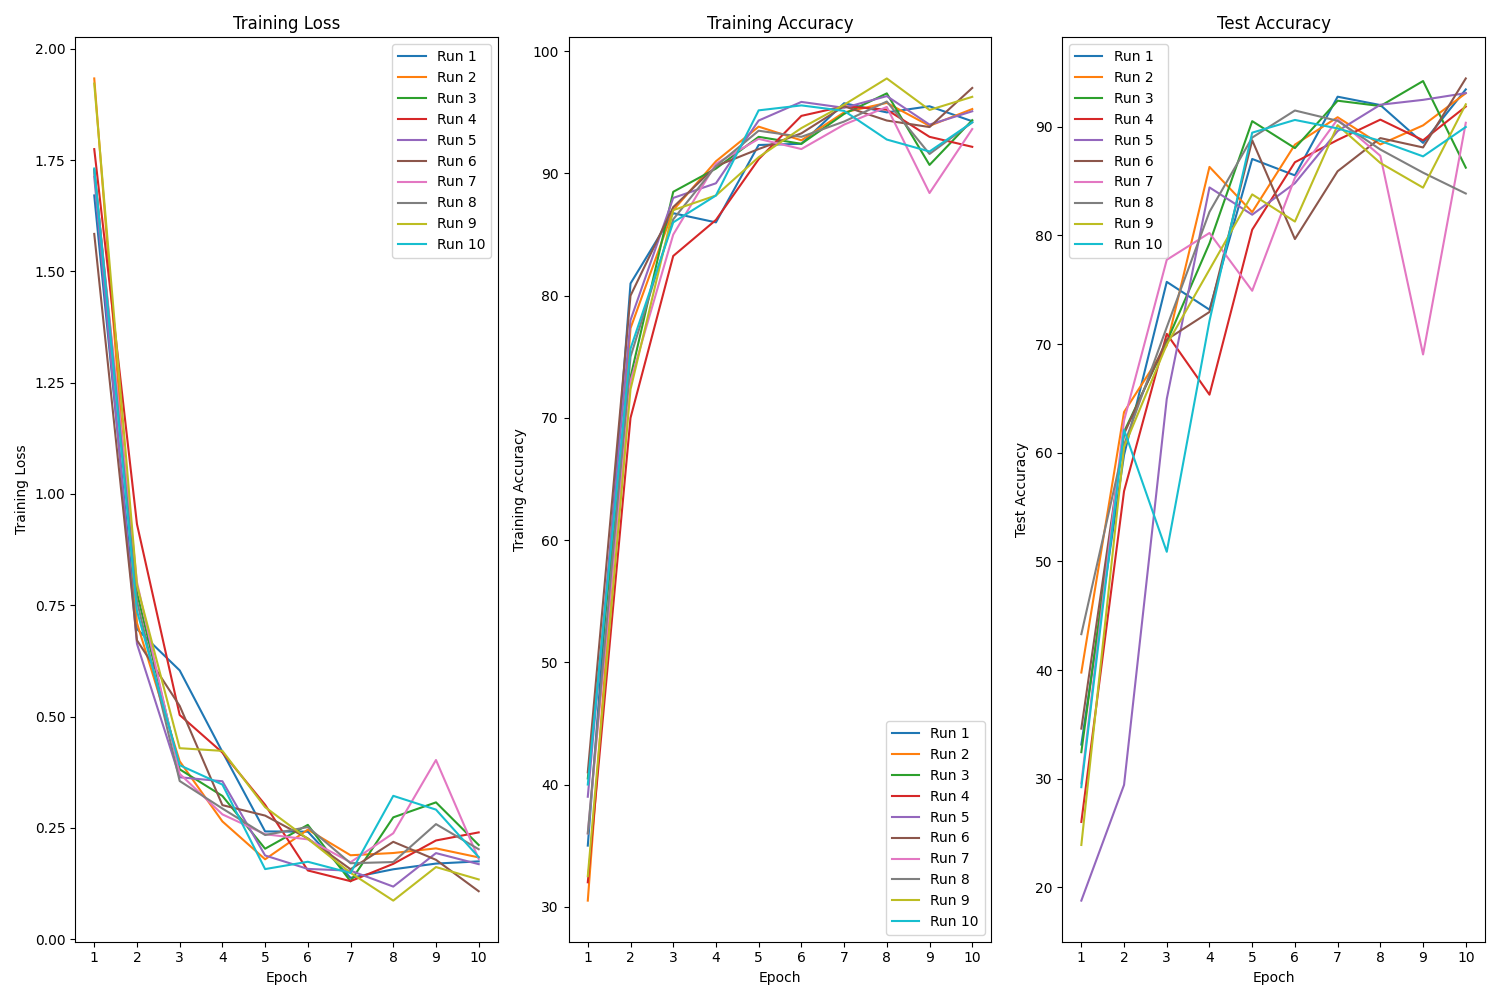 Training Loss
Training Loss
2.00
1.75
1.50
1.25
1.00
0.75
0.50
0.25
0.00
Run 1
Run 2
Run 3
Run 4
Run 5
Run 6
Run 7
Run 8
Run 9
Run 10
1 2 3 4 5 6 7 8 9 10
Epoch
Training Accuracy
Training Accuracy
100
90
80
70
60
50
40
30
Run 1
Run 2
Run 3
Run 4
Run 5
Run 6
Run 7
Run 8
Run 9
Run 10
1 2 3 4 5 6 7 8 9 10
Epoch
Test Accuracy
Test Accuracy
90
80
70
60
50
40
30
20
Run 1
Run 2
Run 3
Run 4
Run 5
Run 6
Run 7
Run 8
Run 9
Run 10
1 2 3 4 5 6 7 8 9 10
Epoch